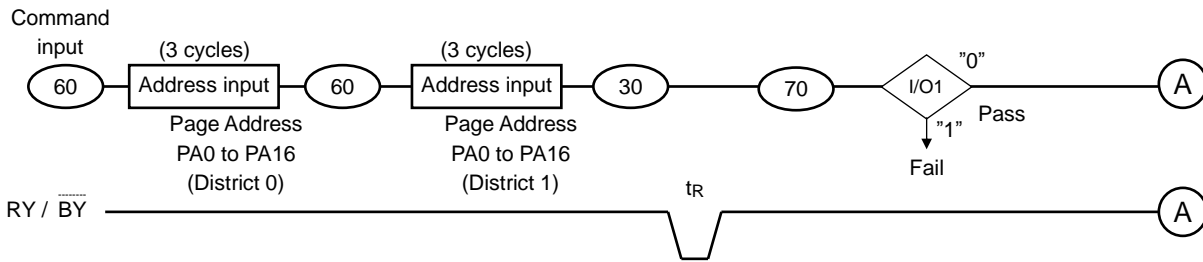 Command
input
(3 cycles)
(3 cycles)
60
Address input
60
Address input
30
70
I/O1
”0”
A
Pass
”1”
Fail
Page Address
PA0 to PA16
(District 0)
Page Address
PA0 to PA16
(District 1)
tR
RY / BY
A